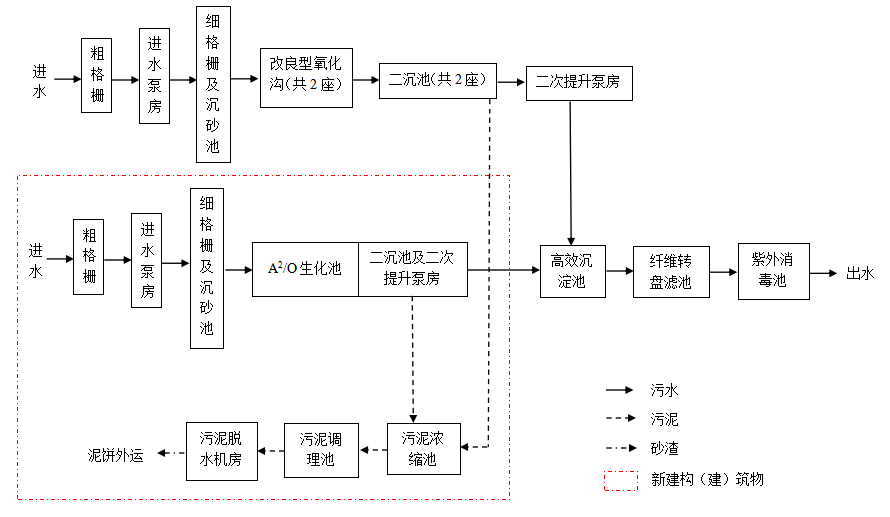 进
水
粗
格
栅
进
水
泵
房
细
格
栅
及
沉
砂
池
改良型氧化
沟（共2座）
二沉池（共2座）
二次提升泵房
进
水
粗
格
栅
进
水
泵
房
细
格
栅
及
沉
砂
池
A²/O生化池
二沉池及二次
提升泵房
高效沉
淀池
纤维转
盘滤池
紫外消
毒池
出水
泥饼外运
污泥脱
水机房
污泥调
理池
污泥浓
缩池
污水
污泥
砂渣
新建构（建）筑物